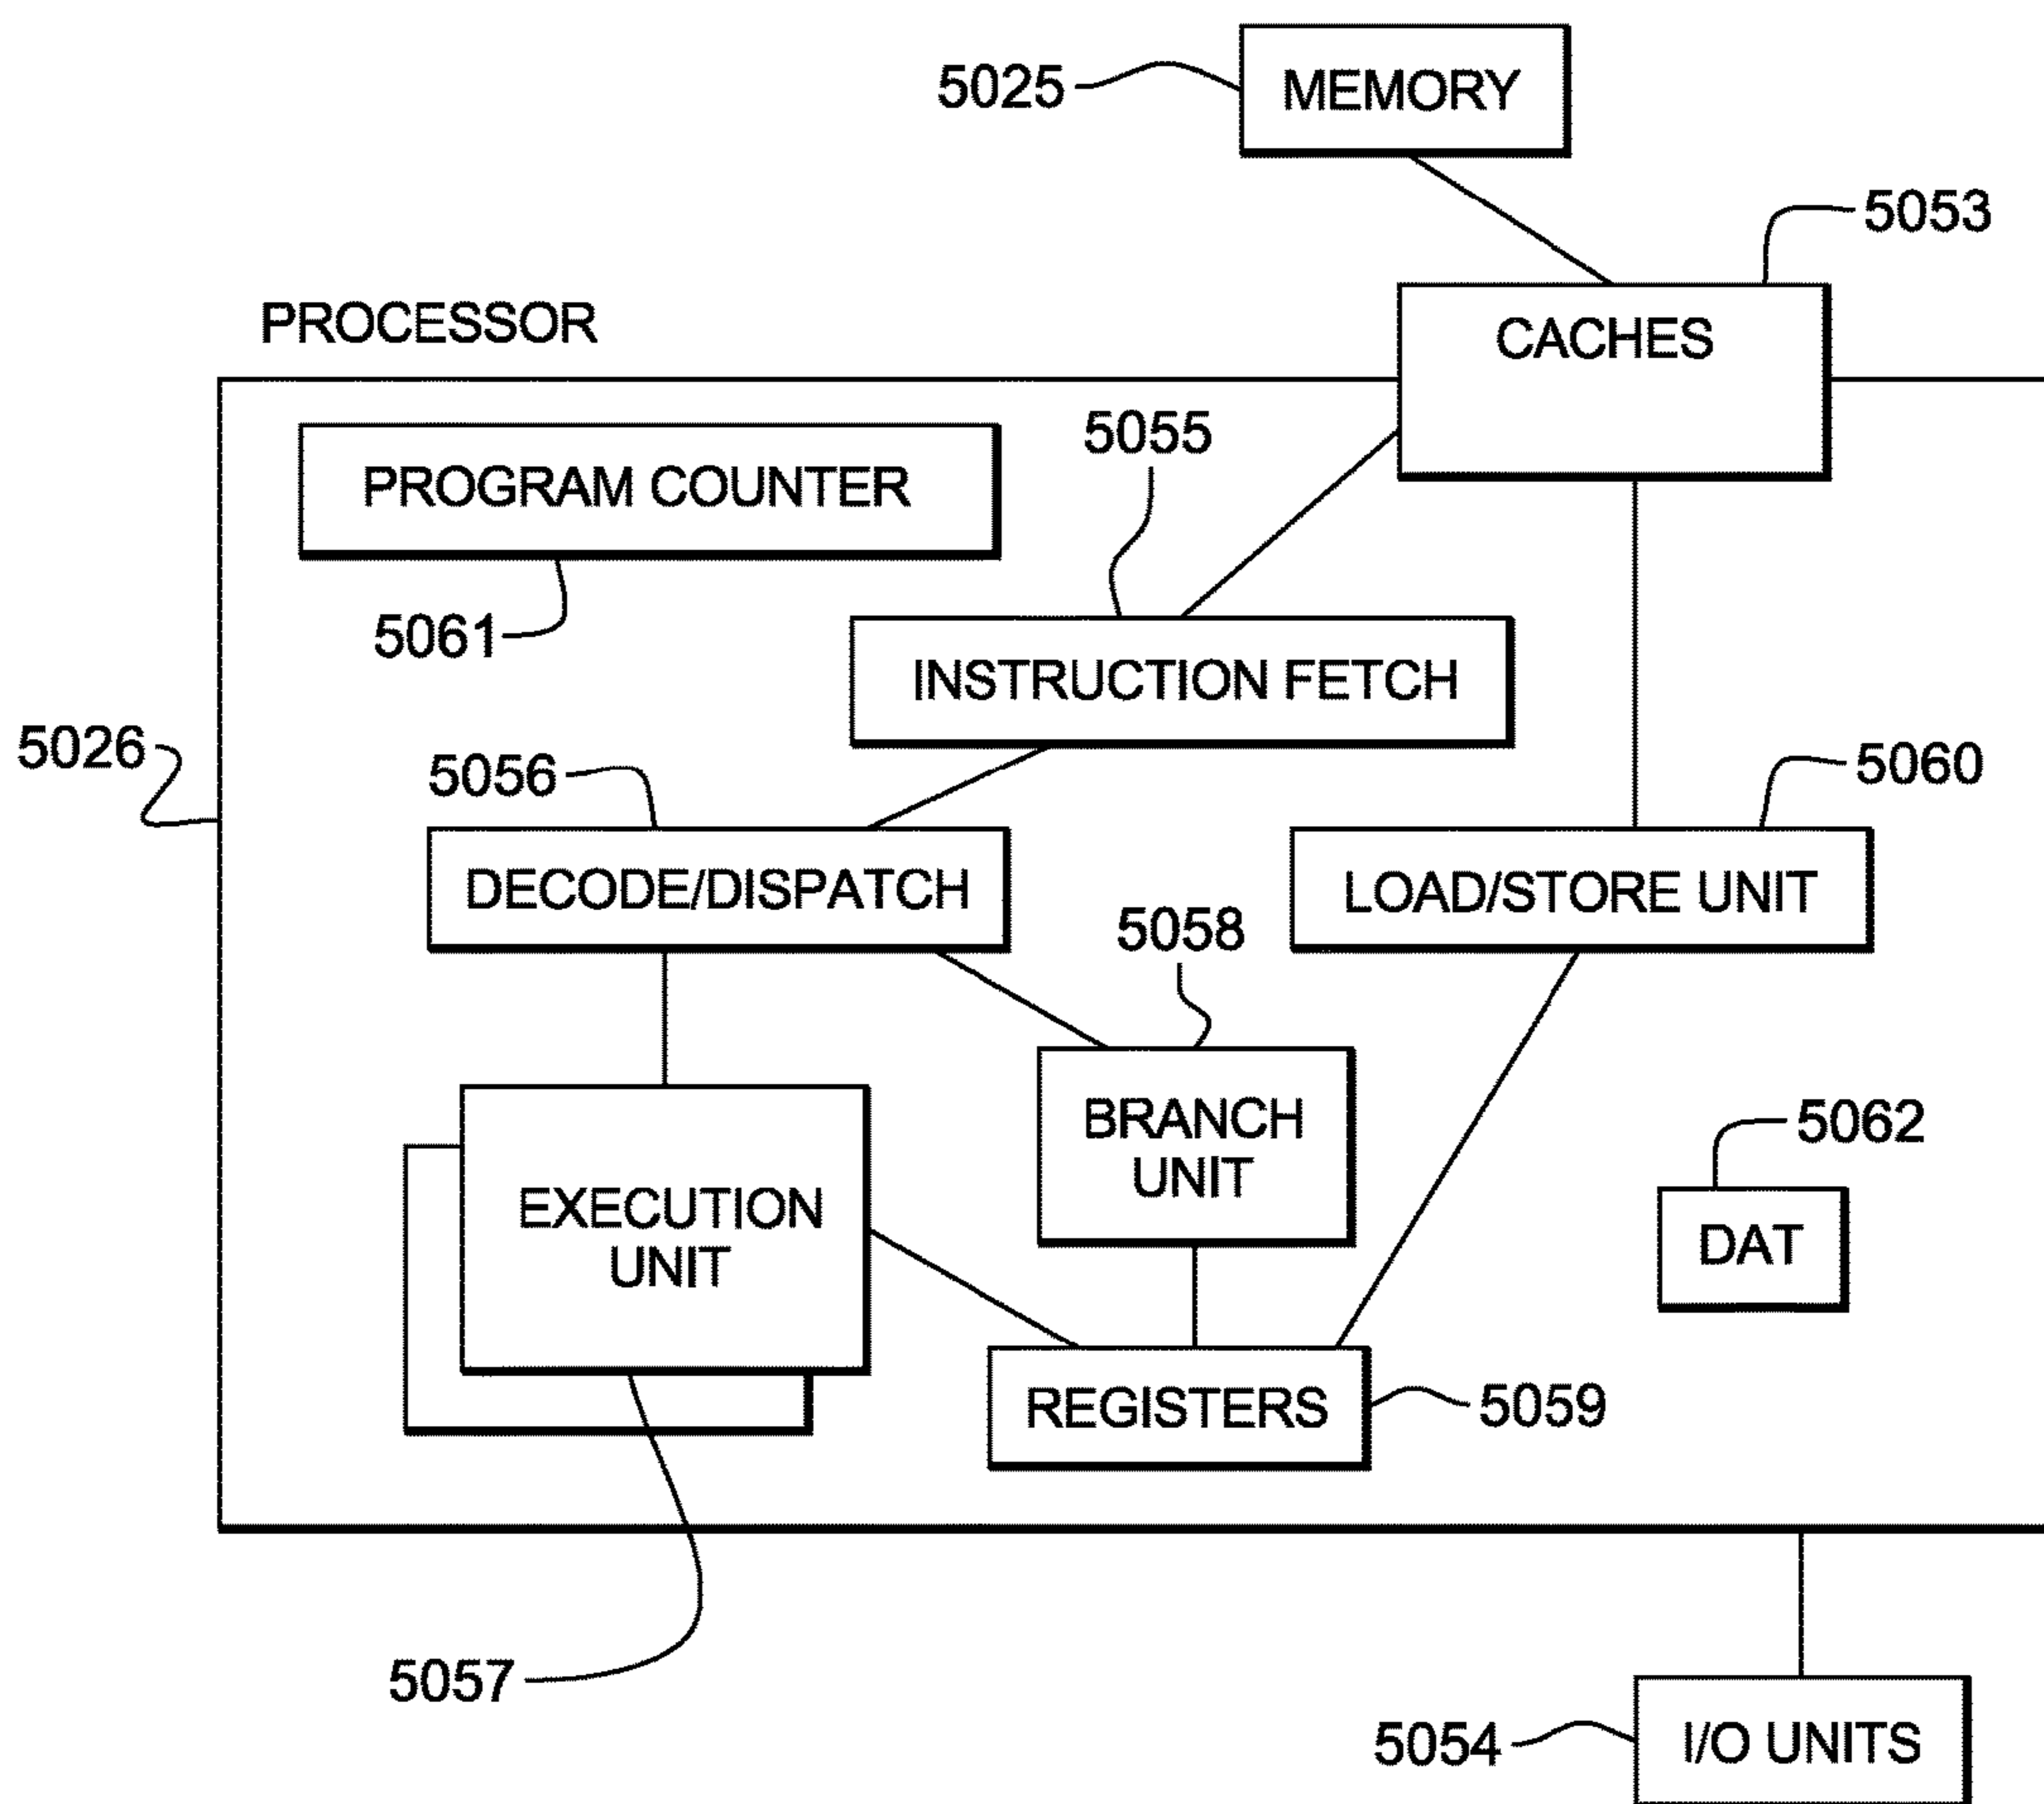 MEMORY
5025
5053
PROCESSOR
CACHES
PROGRAM COUNTER
5055
5061
INSTRUCTION FETCH
5026
5056
5060
DECODE/DISPATCH
LOAD/STORE UNIT
5058
BRANCH
UNIT
5062
EXECUTION
UNIT
DAT
REGISTERS
5059
5057
5054
I/O UNITS